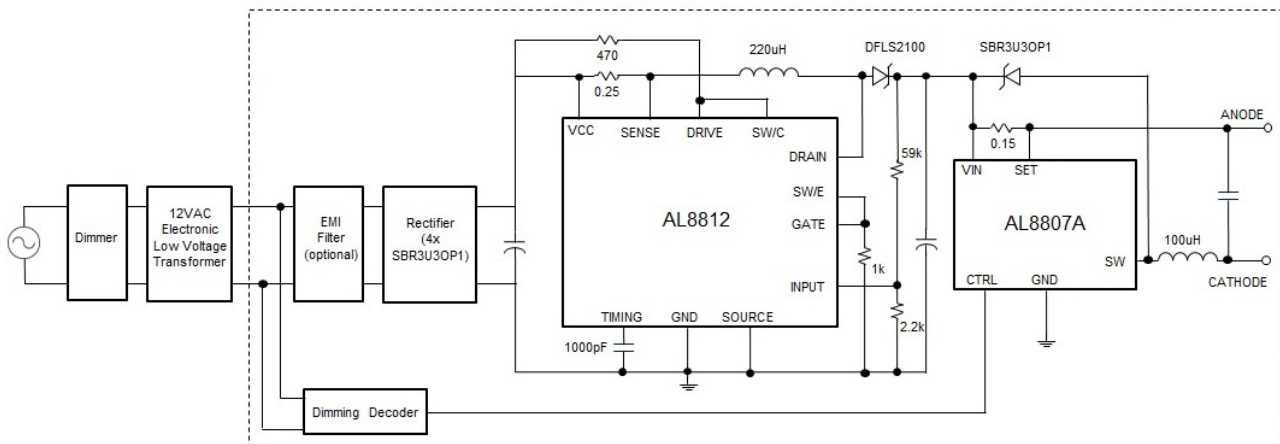 470
0.25
220uH
DFLS2100
SBR3U3OP1
VCC
SENSE
DRIVE
SW/C
DRAIN
SW/E
GATE
INPUT
AL8812
TIMING
GND
SOURCE
1000pF
59k
1k
2.2k
0.15
VIN
SET
AL8807A
SW
CTRL
GND
100uH
ANODE
CATHODE
Dimmer
12VAC
Electronic
Low Voltage
Transformer
EMI
Filter
(optional)
Rectifier
(4x
SBR3U3OP1)
Dimming Decoder